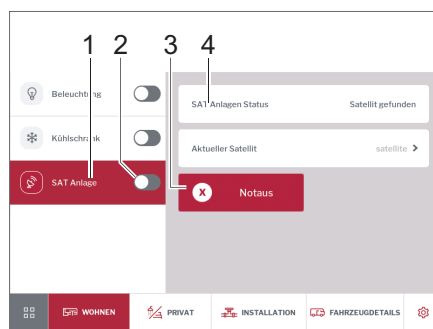 1 2 3 4
Beleuchtung
SAT Anlagen Status Satellit gefunden
Kühlschrank
Aktueller Satellit satellite >
SAT Anlage
X Notaus
WOHNEN PRIVAT INSTALLATION FAHRZEUGDETAILS